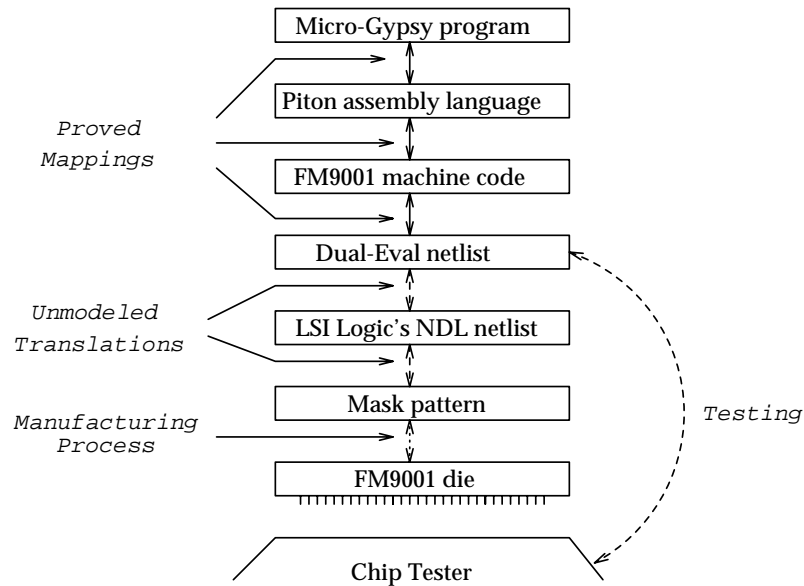 Micro-Gypsy program
Piton assembly language
Proved
Mappings
FM9001 machine code
Dual-Eval netlist
Unmodeled
Translations
LSI Logic's NDL netlist
Mask pattern
Manufacturing
Process
Testing
FM9001 die
Chip Tester